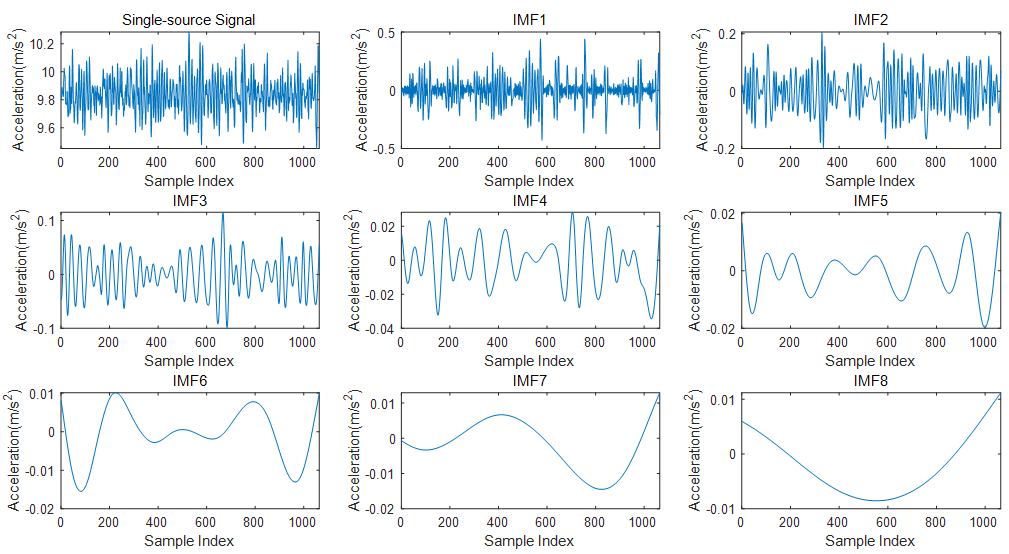 Single-source Signal
Acceleration(m/s²)
10.2
10
9.8
9.6
0 200 400 600 800 1000
Sample Index
IMF1
Acceleration(m/s²)
0.5
0
-0.5
0 200 400 600 800 1000
Sample Index
IMF2
Acceleration(m/s²)
0.2
0
-0.2
0 200 400 600 800 1000
Sample Index
IMF3
Acceleration(m/s²)
0.1
0
-0.1
0 200 400 600 800 1000
Sample Index
IMF4
Acceleration(m/s²)
0.02
0
-0.02
-0.04
0 200 400 600 800 1000
Sample Index
IMF5
Acceleration(m/s²)
0.02
0
-0.02
0 200 400 600 800 1000
Sample Index
IMF6
Acceleration(m/s²)
0.01
0
-0.01
-0.02
0 200 400 600 800 1000
Sample Index
IMF7
Acceleration(m/s²)
0.01
0
-0.01
-0.02
0 200 400 600 800 1000
Sample Index
IMF8
Acceleration(m/s²)
0.01
0
-0.01
0 200 400 600 800 1000
Sample Index